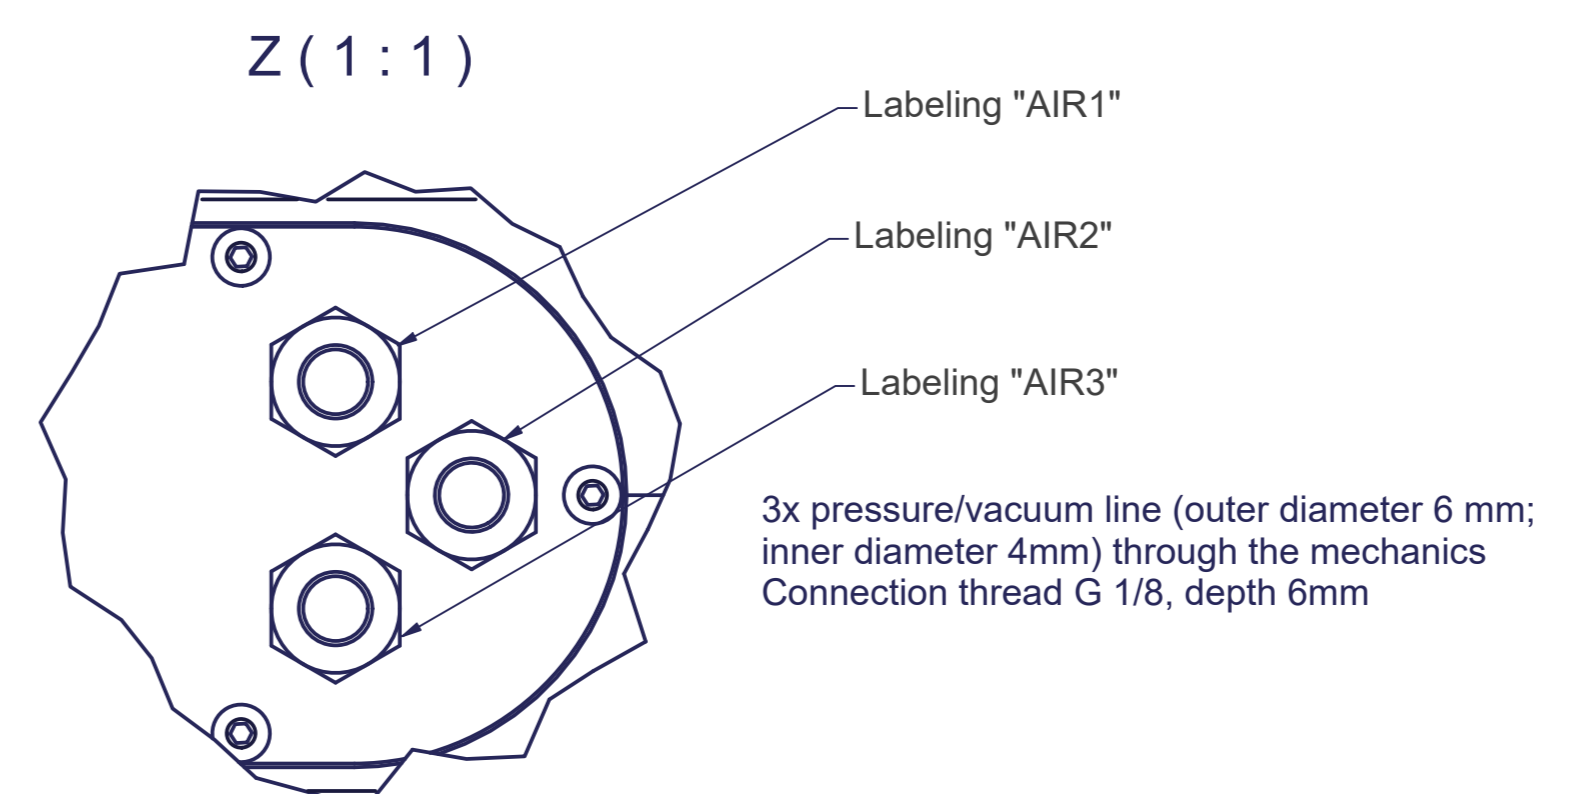 Z ( 1 : 1 )
Labeling "AIR1"
Labeling "AIR2"
Labeling "AIR3"
3x pressure/vacuum line (outer diameter 6 mm;
inner diameter 4mm) through the mechanics
Connection thread G 1/8, depth 6mm